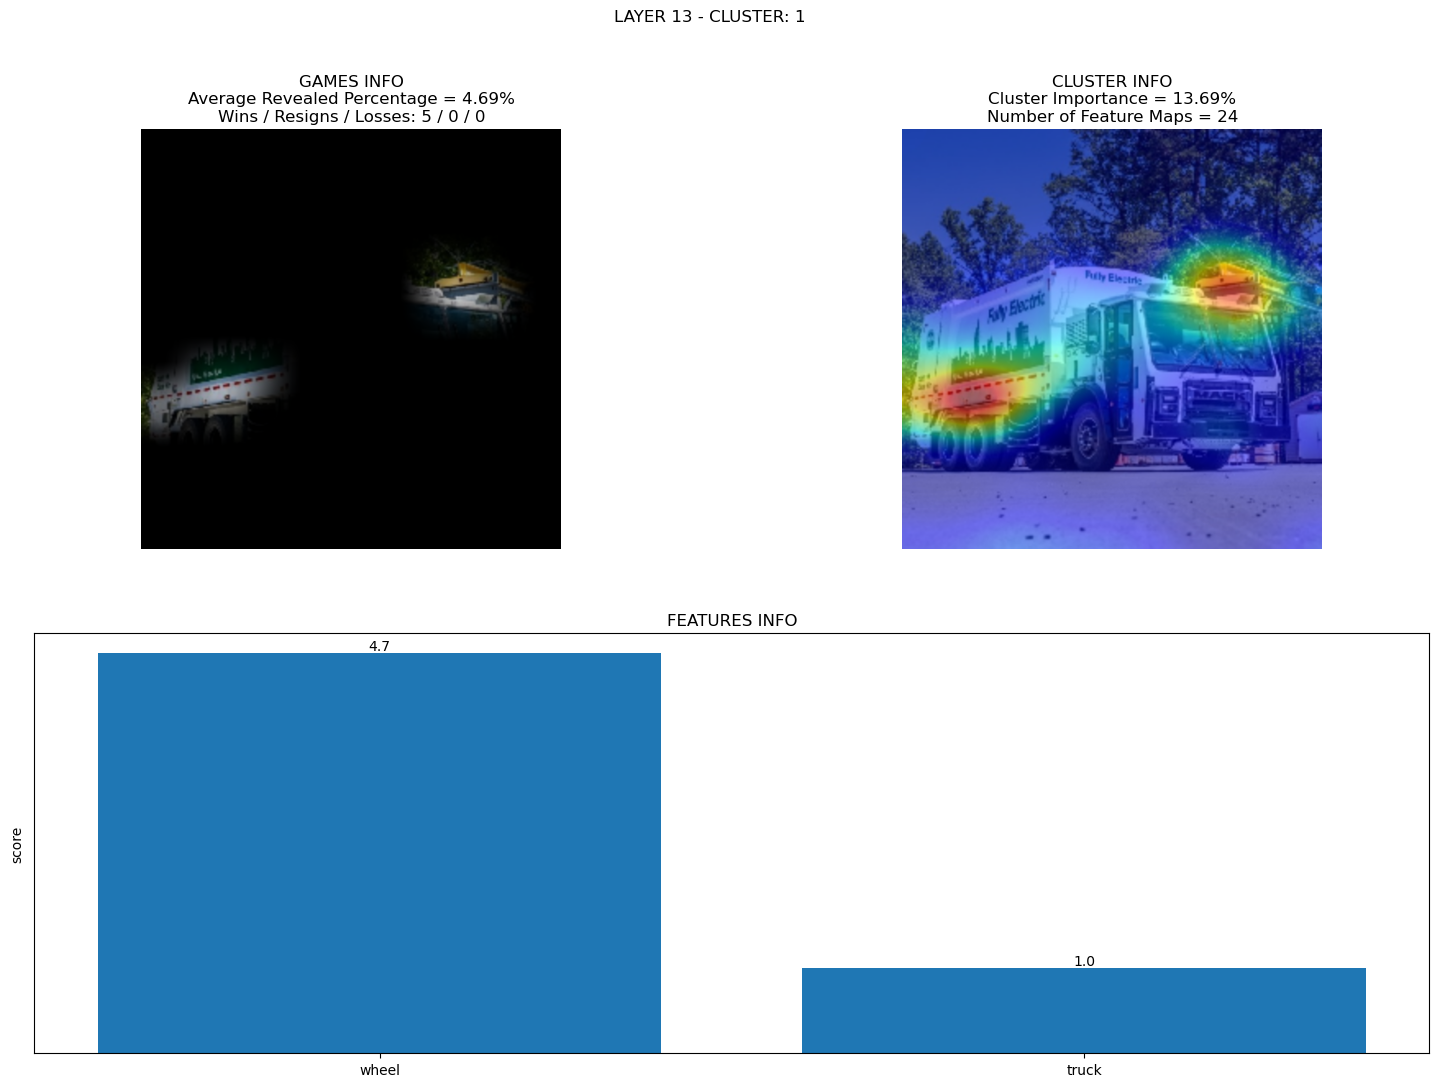 LAYER 13 - CLUSTER: 1
GAMES INFO
Average Revealed Percentage = 4.69%
Wins / Resigns / Losses: 5 / 0 / 0
CLUSTER INFO
Cluster Importance = 13.69%
Number of Feature Maps = 24
Fully Electric
Fully Electric
FEATURES INFO
score
4.7
1.0
wheel
truck